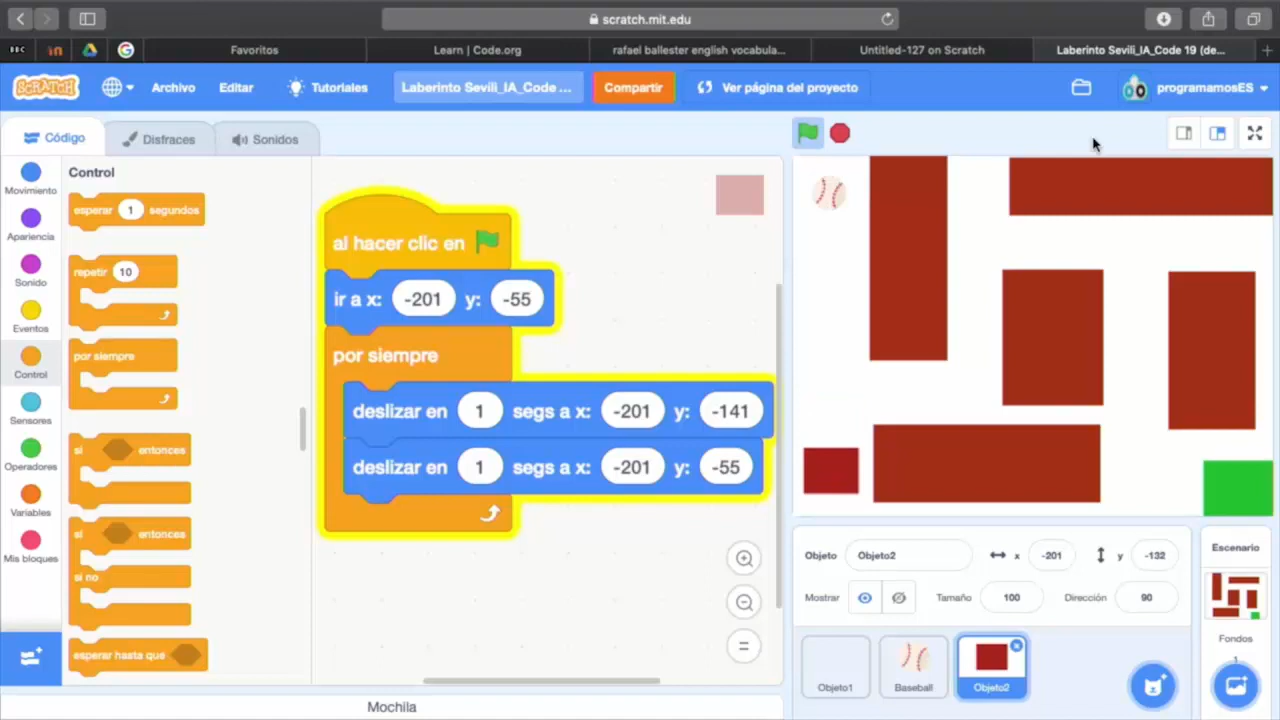 scratch.mit.edu
BBC
in
G
Favoritos
Learn | Code.org
rafael ballester english vocabula...
Untitled-127 on Scratch
Laberinto Sevili_IA_Code 19 (de...
SCRATCH
Archivo
Editar
Tutoriales
Laberinto Sevili_IA_Code ...
Compartir
Ver página del proyecto
programamosES
Código
Disfraces
Sonidos
Movimiento
Apariencia
Sonido
Eventos
Control
Sensores
Operadores
Variables
Mis bloques
Control
esperar 1 segundos
repetir 10
por siempre
si entonces
si entonces
si no
esperar hasta que
al hacer clic en
ir a x: -201 y: -55
por siempre
deslizar en 1 segs a x: -201 y: -141
deslizar en 1 segs a x: -201 y: -55
Mochila
Objeto Objeto2 x -201 y -132
Mostrar Tamaño 100 Dirección 90
Objeto1
Baseball
Objeto2
Escenario
Fondos
1